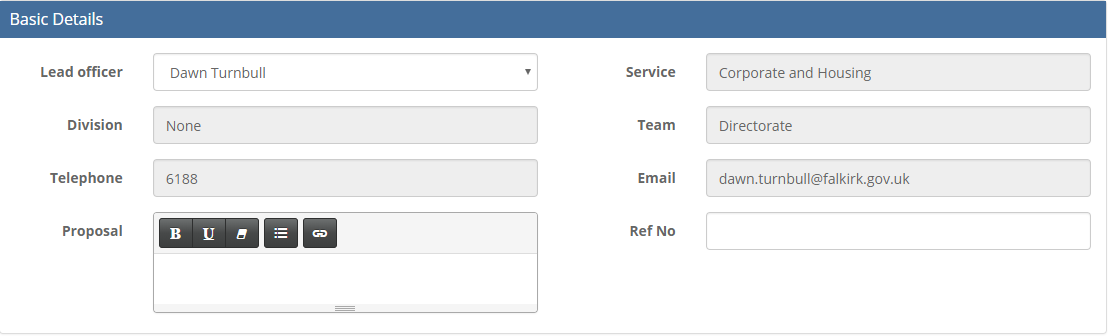 Basic Details
Lead officer Dawn Turnbull Service Corporate and Housing
Division None Team Directorate
Telephone 6188 Email dawn.turnbull@falkirk.gov.uk
Proposal B U Ref No